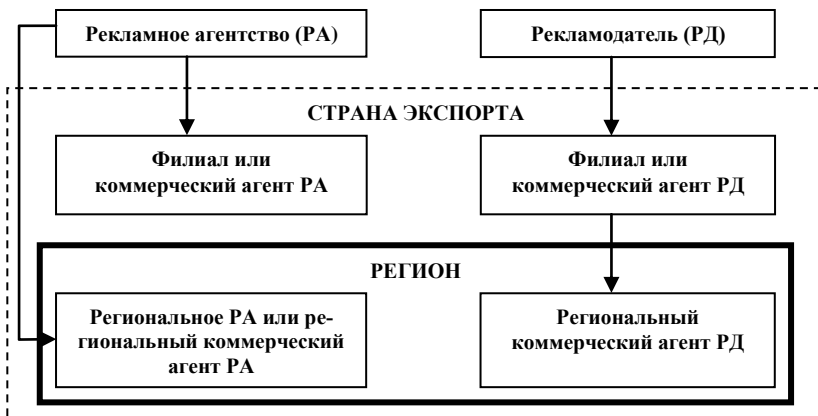 Рекламное агентство (РА)
Рекламодатель (РД)
СТРАНА ЭКСПОРТА
Филиал или
коммерческий агент РА
Филиал или
коммерческий агент РД
РЕГИОН
Региональное РА или ре-
гиональный коммерческий
агент РА
Региональный
коммерческий агент РД